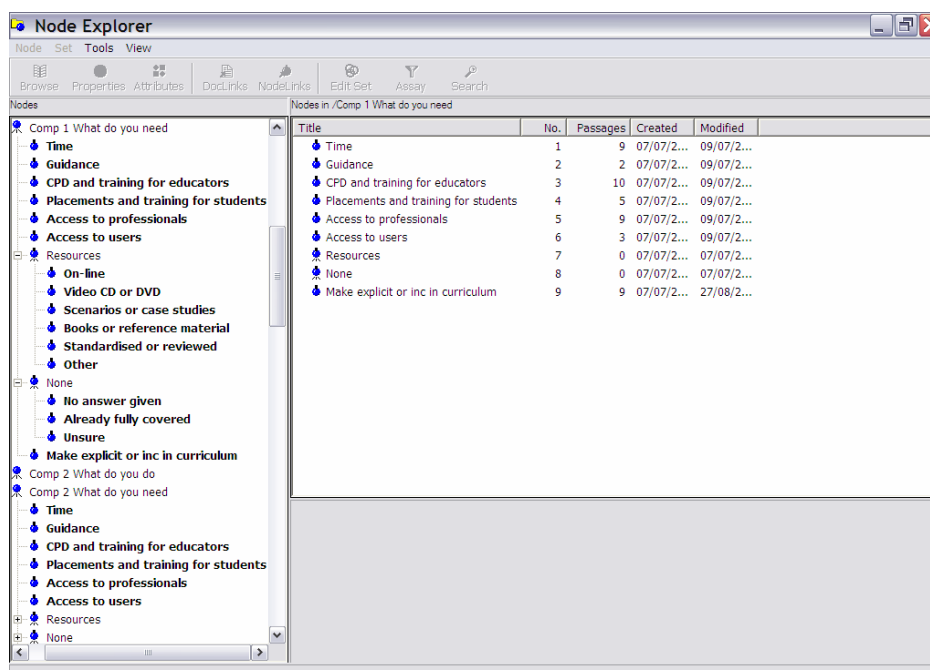 Node Explorer
Node Set Tools View
Browse Properties Attributes DocLinks NodeLinks Edit Set Assay Search
Nodes
Comp 1 What do you need
Time
Guidance
CPD and training for educators
Placements and training for students
Access to professionals
Access to users
Resources
On-line
Video CD or DVD
Scenarios or case studies
Books or reference material
Standardised or reviewed
Other
None
No answer given
Already fully covered
Unsure
Make explicit or inc in curriculum
Comp 2 What do you do
Comp 2 What do you need
Time
Guidance
CPD and training for educators
Placements and training for students
Access to professionals
Access to users
Resources
None
Nodes in /Comp 1 What do you need
Title No. Passages Created Modified
Time 1 9 07/07/2... 09/07/2...
Guidance 2 2 07/07/2... 09/07/2...
CPD and training for educators 3 10 07/07/2... 09/07/2...
Placements and training for students 4 5 07/07/2... 09/07/2...
Access to professionals 5 9 07/07/2... 09/07/2...
Access to users 6 3 07/07/2... 09/07/2...
Resources 7 0 07/07/2... 07/07/2...
None 8 0 07/07/2... 07/07/2...
Make explicit or inc in curriculum 9 9 07/07/2... 27/08/2...